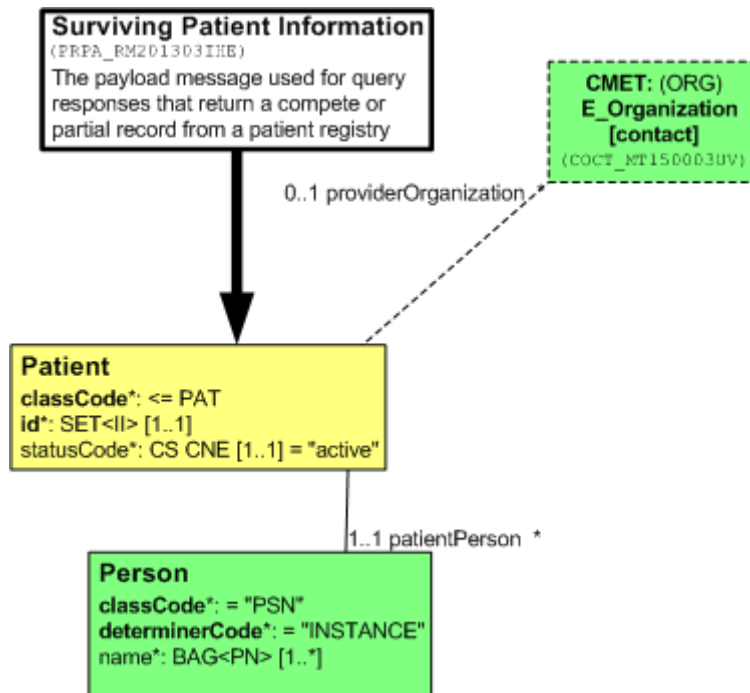 Surviving Patient Information
(PRPA_RM201303IHE)
The payload message used for query
responses that return a compete or
partial record from a patient registry
CMET: (ORG)
E_Organization
[contact]
(COCT_MT150003UV)
0..1 providerOrganization *
Patient
classCode*: <= PAT
id*: SET<II> [1..1]
statusCode*: CS CNE [1..1] = "active"
1..1 patientPerson *
Person
classCode*: = "PSN"
determinerCode*: = "INSTANCE"
name*: BAG<PN> [1..*]